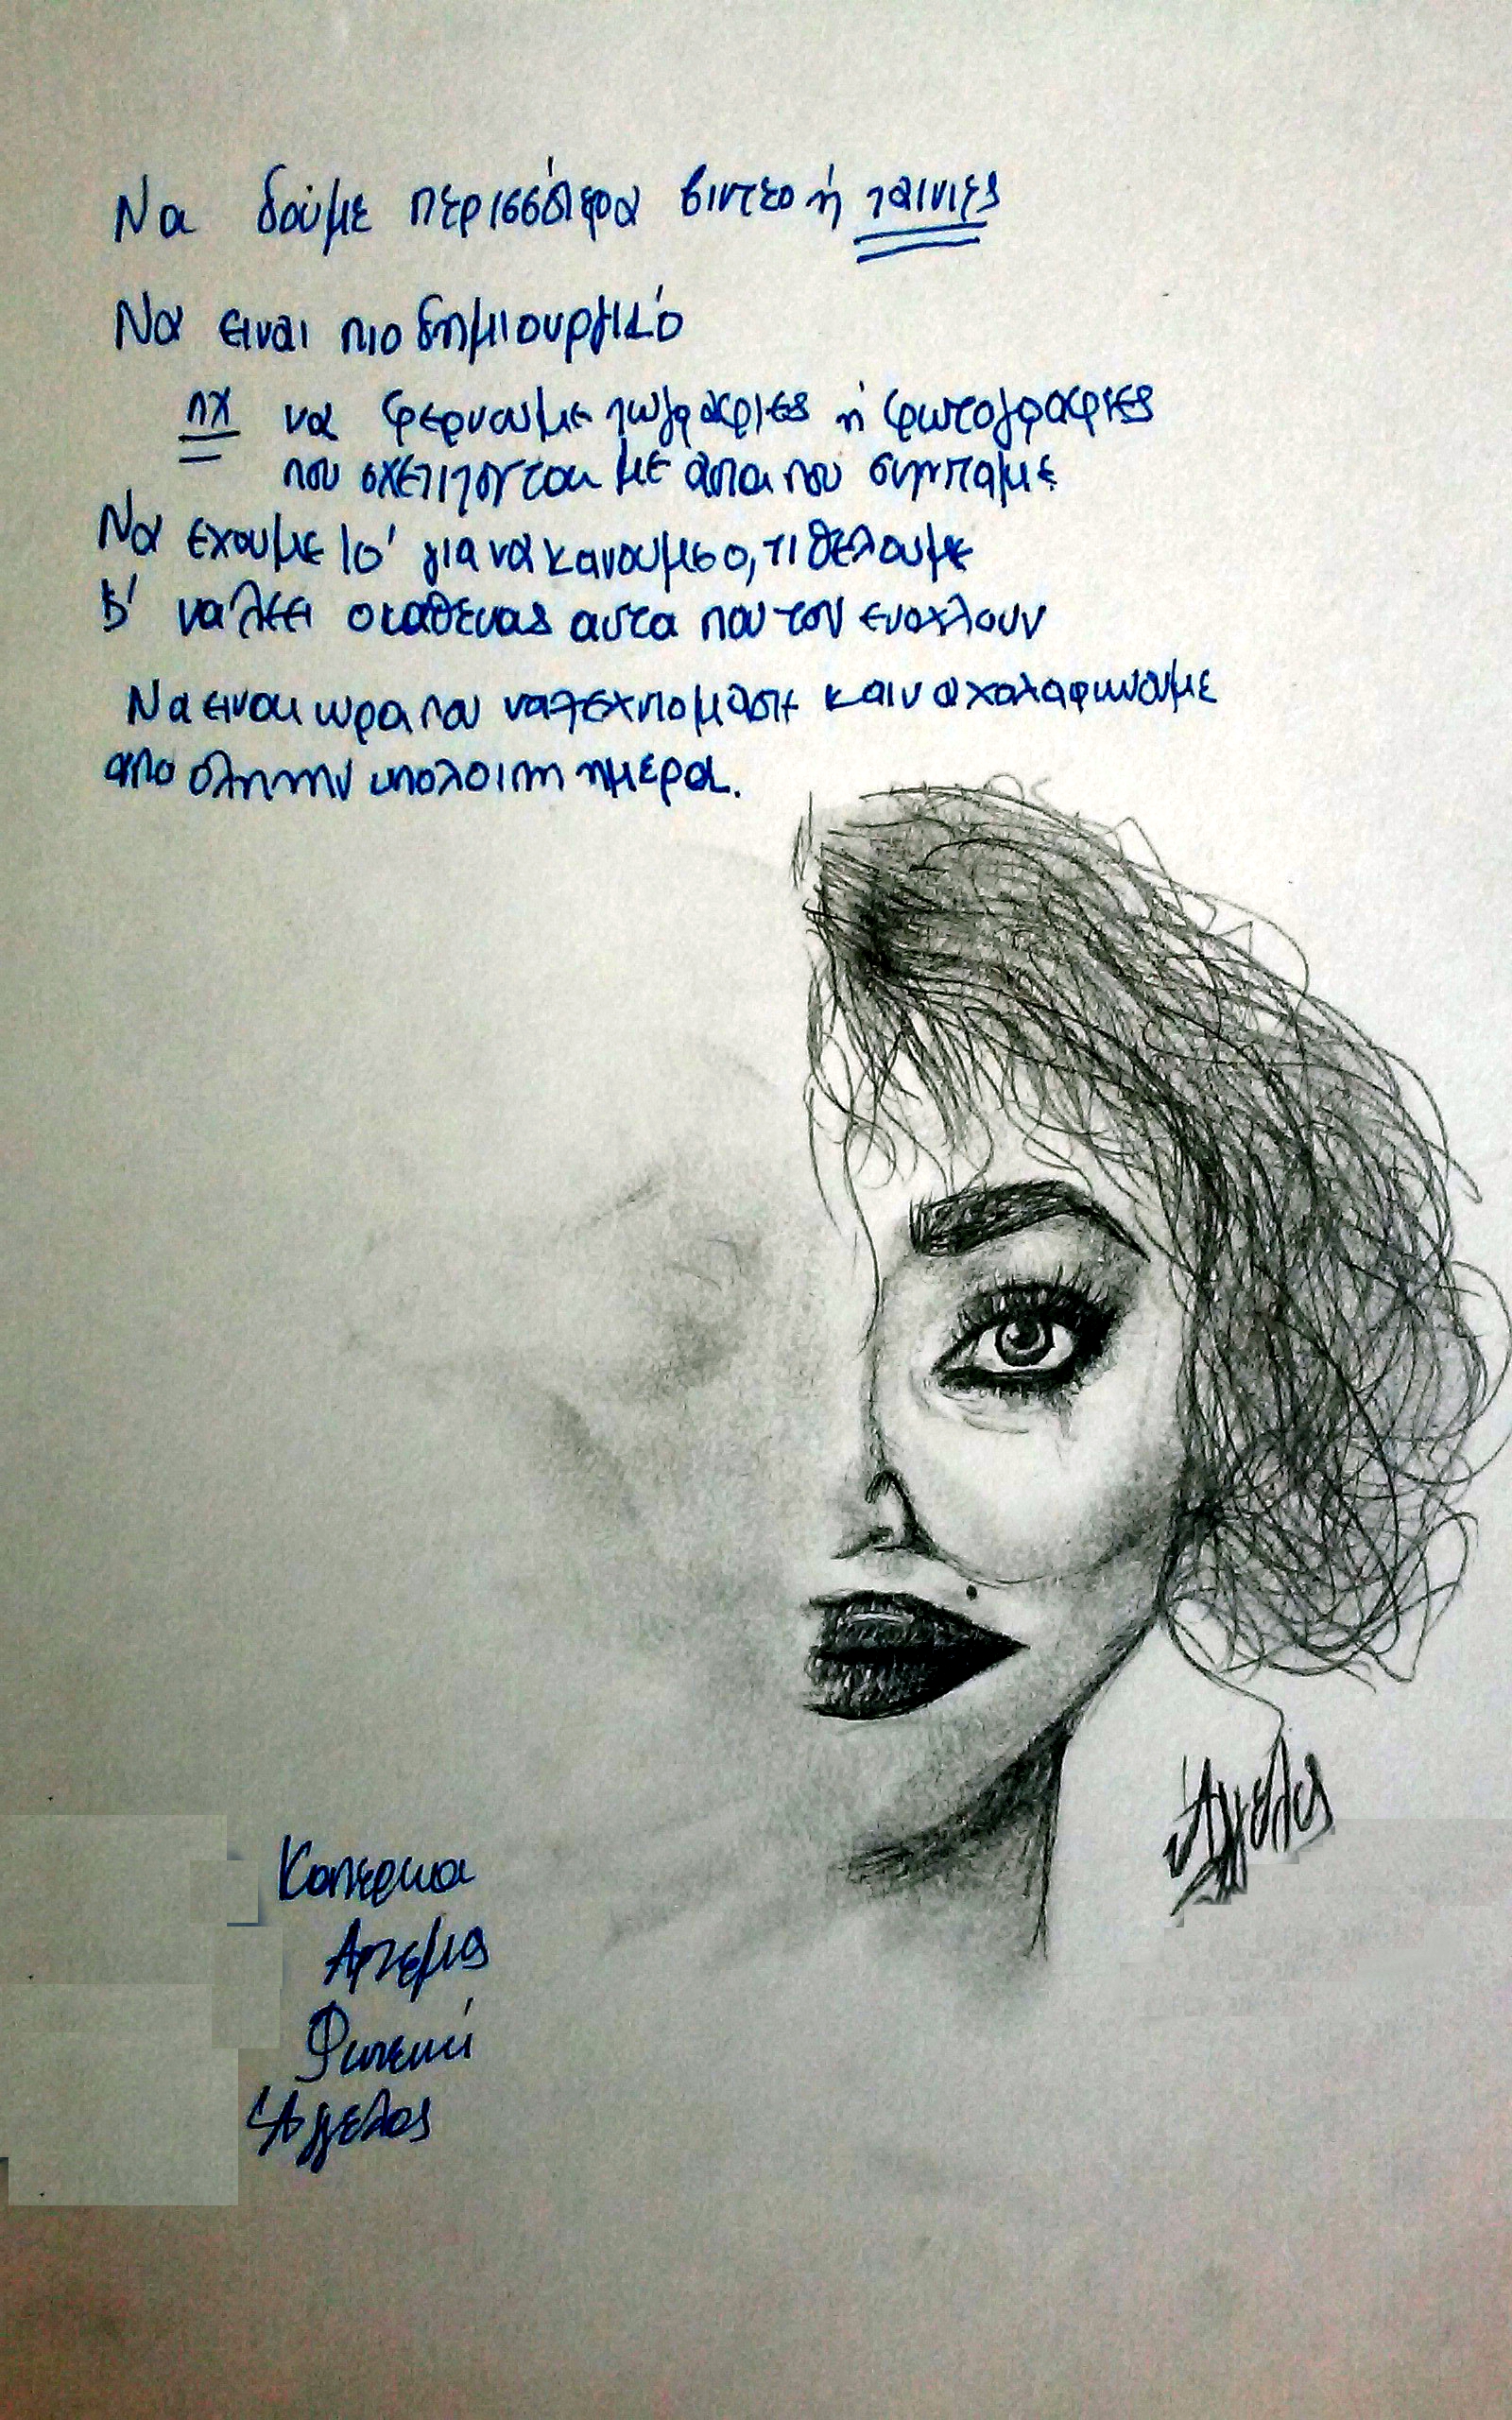 Να δούμε περισσότερα βιντεο ή ταινιες
Να ειναι πιο δημιουργικό
πχ να φερνουμε ζωγραφιες ή φωτογραφιες
που σχετιζονται με αυτα που συζηταμε
Να εχουμε 10' για να κανουμε ο,τι θελουμε
5' να λεει ο καθενας αυτα που τον ενοχλουν
Να ειναι ωρα που να ξεχνιομαστε και να χαλαρωνουμε
απο ολη την υπολοιπη ημερα.
Άγγελος
Κατερινα
Αρτεμις
Φωτεινή
Άγγελος